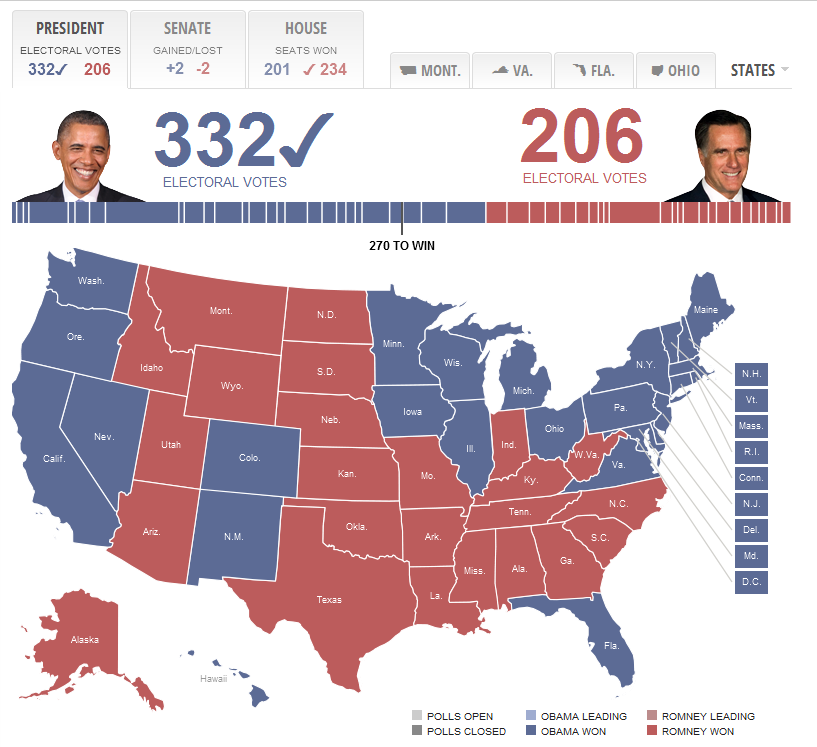 PRESIDENT
ELECTORAL VOTES
332✓ 206
SENATE
GAINED/LOST
+2 -2
HOUSE
SEATS WON
201 ✓ 234
MONT.
VA.
FLA.
OHIO
STATES
332✓
ELECTORAL VOTES
206
ELECTORAL VOTES
270 TO WIN
Wash.
Ore.
Calif.
Nev.
Idaho
Mont.
Wyo.
Utah
Ariz.
Colo.
N.M.
N.D.
S.D.
Neb.
Kan.
Okla.
Texas
Minn.
Iowa
Mo.
Ark.
La.
Wis.
Ill.
Mich.
Ind.
Ohio
Ky.
Tenn.
Miss.
Ala.
Ga.
Fla.
S.C.
N.C.
Va.
W.Va.
Pa.
N.Y.
Maine
N.H.
Vt.
Mass.
R.I.
Conn.
N.J.
Del.
Md.
D.C.
Alaska
Hawaii
POLLS OPEN
OBAMA LEADING
ROMNEY LEADING
POLLS CLOSED
OBAMA WON
ROMNEY WON